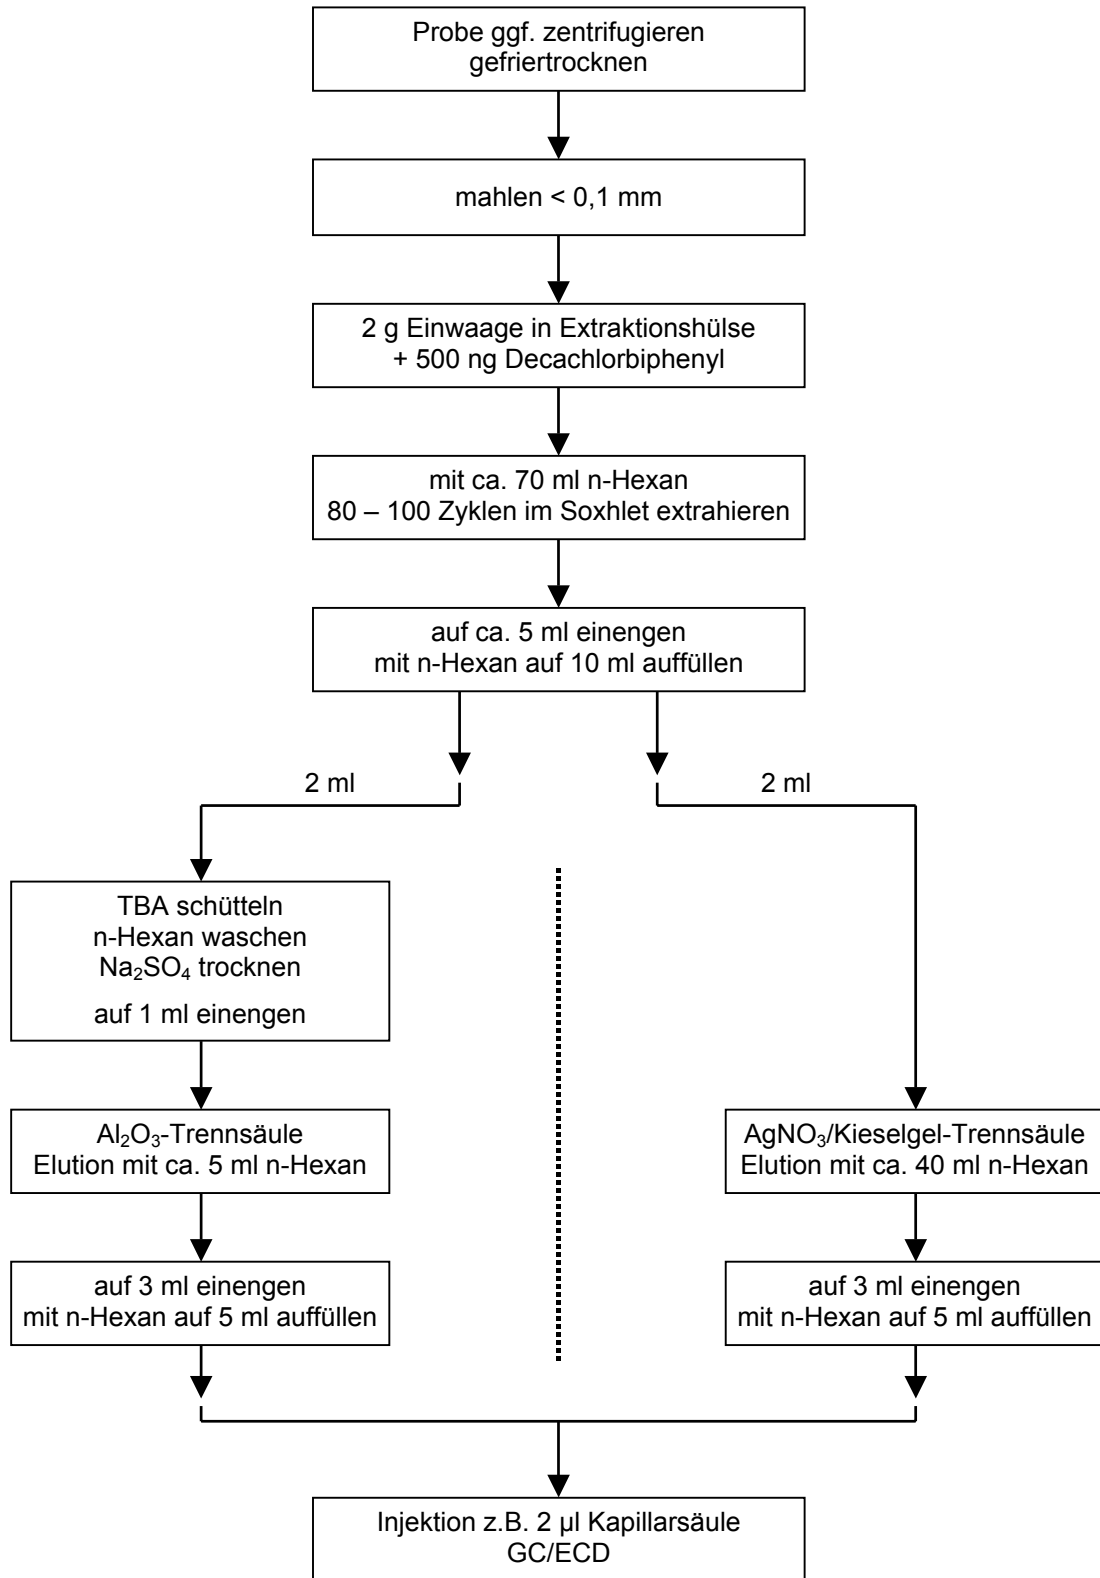 Probe ggf. zentrifugieren
gefriertrocknen
mahlen < 0,1 mm
2 g Einwaage in Extraktionshülse
+ 500 ng Decachlorbiphenyl
mit ca. 70 ml n-Hexan
80 – 100 Zyklen im Soxhlet extrahieren
auf ca. 5 ml einengen
mit n-Hexan auf 10 ml auffüllen
2 ml
2 ml
TBA schütteln
n-Hexan waschen
Na₂SO₄ trocknen
auf 1 ml einengen
Al₂O₃-Trennsäule
Elution mit ca. 5 ml n-Hexan
auf 3 ml einengen
mit n-Hexan auf 5 ml auffüllen
AgNO₃/Kieselgel-Trennsäule
Elution mit ca. 40 ml n-Hexan
auf 3 ml einengen
mit n-Hexan auf 5 ml auffüllen
Injektion z.B. 2 µl Kapillarsäule
GC/ECD